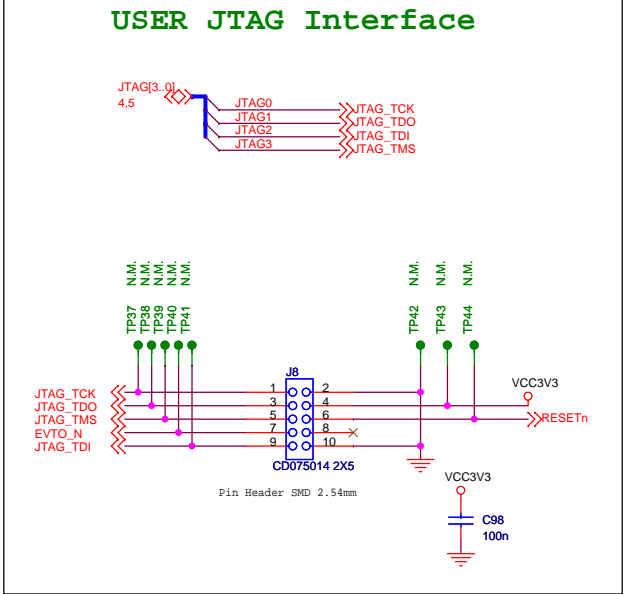 USER JTAG Interface
JTAG[3..0]
4,5
JTAG0 JTAG_TCK
JTAG1 JTAG_TDO
JTAG2 JTAG_TDI
JTAG3 JTAG_TMS
TP37 N.M.
TP38 N.M.
TP39 N.M.
TP40 N.M.
TP41 N.M.
TP42 N.M.
TP43 N.M.
TP44 N.M.
J8
VCC3V3
JTAG_TCK 1 2
JTAG_TDO 3 4
JTAG_TMS 5 6 RESETn
EVTO_N 7 8
JTAG_TDI 9 10
CD075014 2X5
Pin Header SMD 2.54mm
VCC3V3
C98
100n